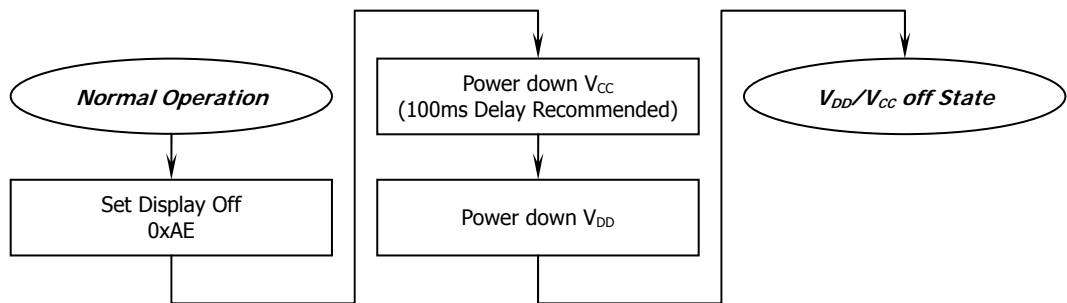 Normal Operation
Set Display Off
0xAE
Power down VCC
(100ms Delay Recommended)
Power down VDD
VDD/VCC off State